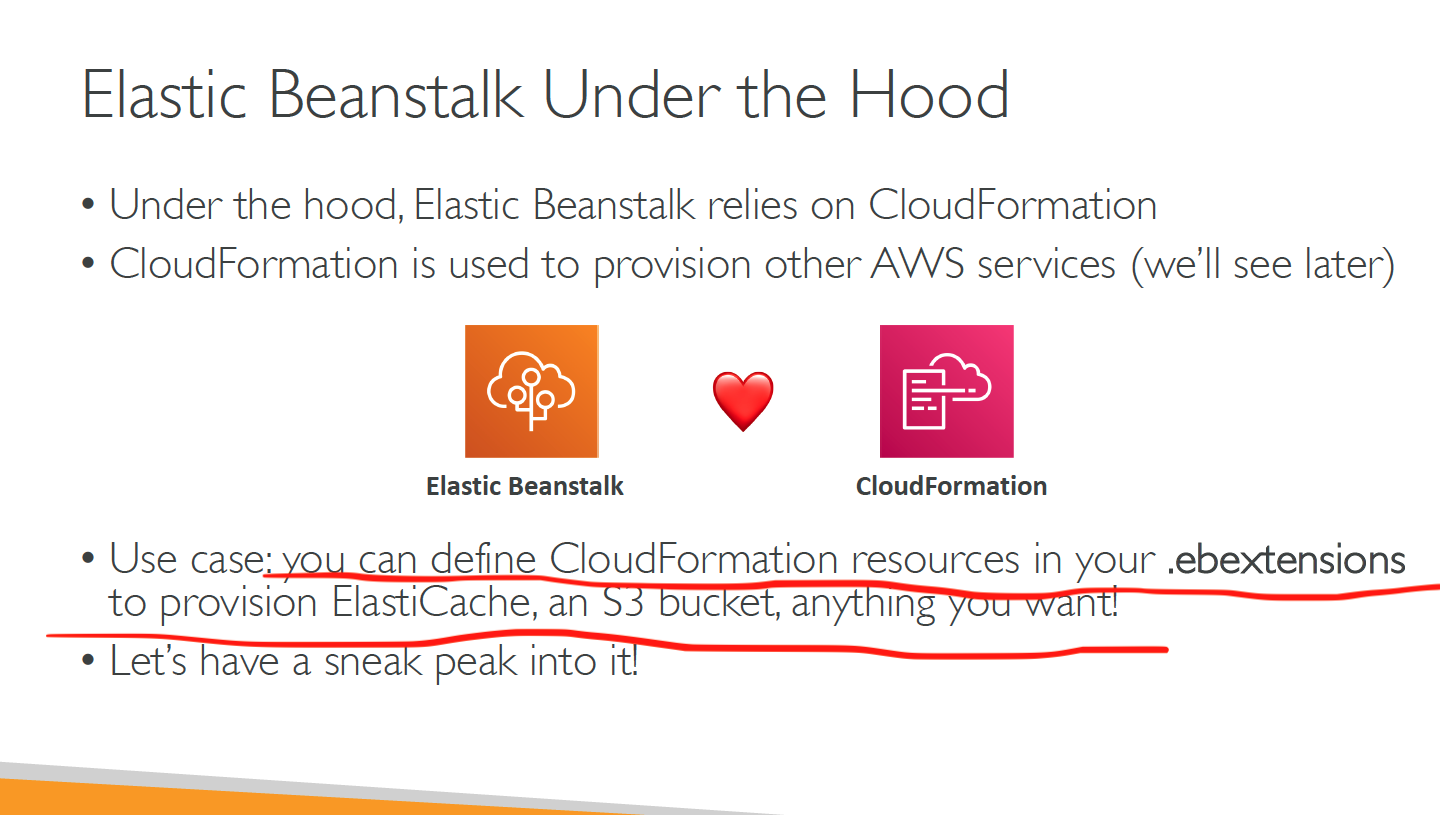 Elastic Beanstalk Under the Hood
• Under the hood, Elastic Beanstalk relies on CloudFormation
• CloudFormation is used to provision other AWS services (we’ll see later)
Elastic Beanstalk
CloudFormation
• Use case: you can define CloudFormation resources in your .ebextensions
to provision ElastiCache, an S3 bucket, anything you want!
• Let’s have a sneak peak into it!